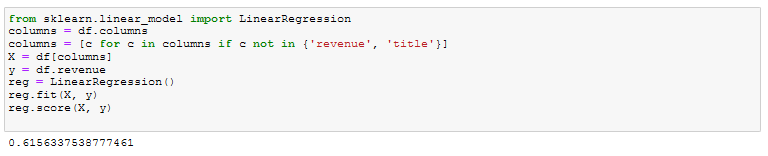 from sklearn.linear_model import LinearRegression
columns = df.columns
columns = [c for c in columns if c not in {'revenue', 'title'}]
X = df[columns]
y = df.revenue
reg = LinearRegression()
reg.fit(X, y)
reg.score(X, y)
0.6156337538777461